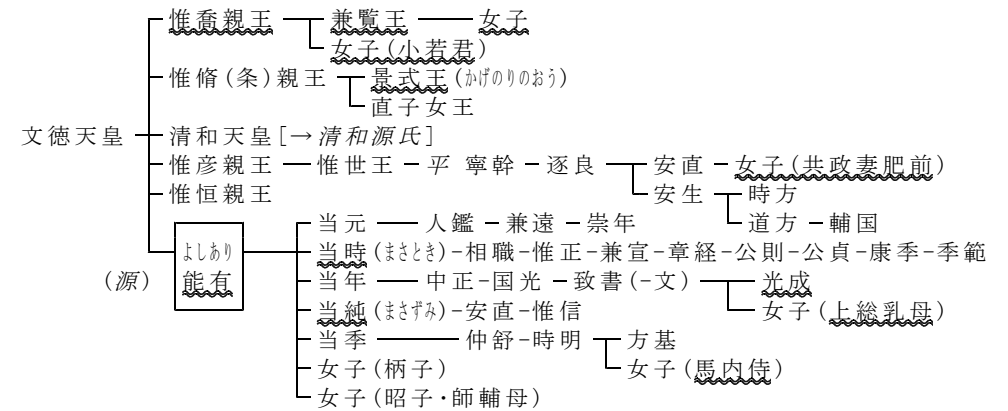 惟喬親王 兼覧王 女子
女子(小若君)
惟脩(条)親王 景式王(かげのりのおう)
直子女王
文徳天皇 清和天皇[→清和源氏]
惟彦親王 惟世王 平 寧幹 逐良 安直 女子(共政妻肥前)
惟恒親王 安生 時方
道方 輔国
当元 人鑑 兼遠 崇年
よしあり 当時(まさとき)-相職-惟正-兼宣-章経-公則-公貞-康季-季範
(源) 能有 当年 中正-国光 致書(-文) 光成
当純(まさずみ)-安直-惟信 女子(上総乳母)
当季 仲舒-時明 方基
女子(柄子) 女子(馬内侍)
女子(昭子・師輔母)